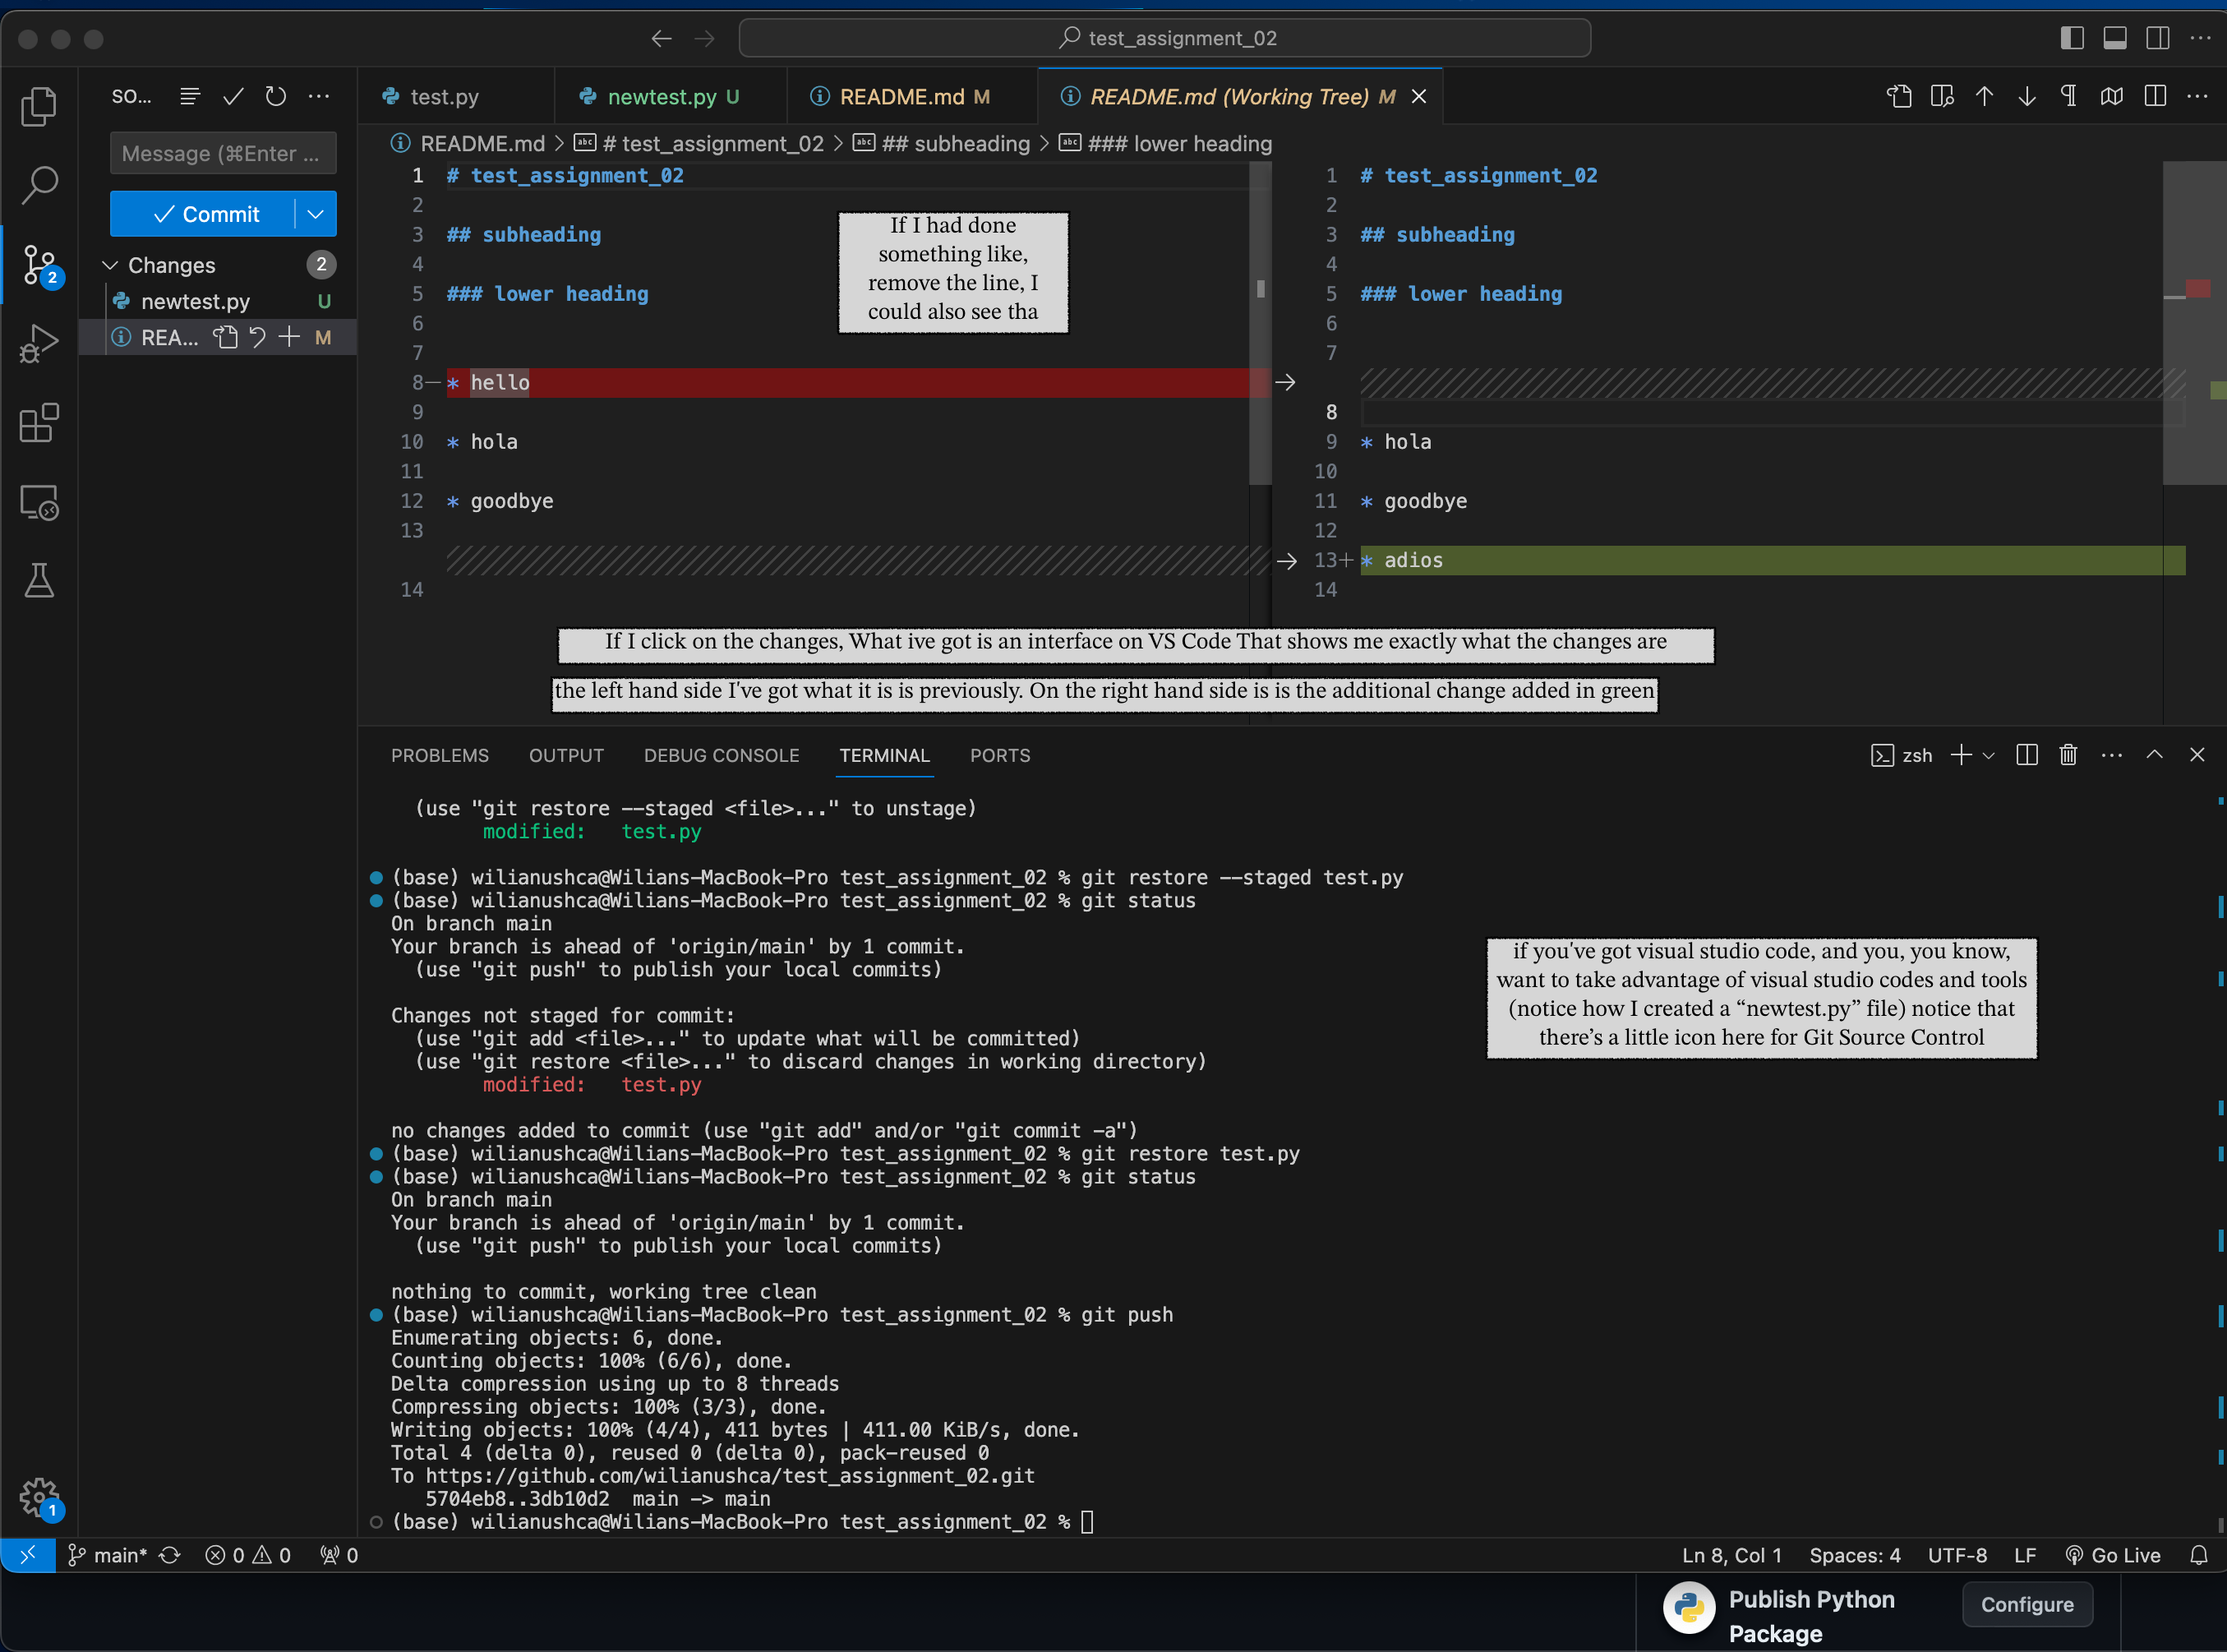 test_assignment_02
SO...
Message (⌘Enter ...
Commit
Changes 2
newtest.py U
REA... M
2
1
test.py
newtest.py U
README.md M
README.md (Working Tree) M
README.md > # test_assignment_02 > ## subheading > ### lower heading
1 # test_assignment_02
2
3 ## subheading
4
5 ### lower heading
6
7
8— * hello
9
10 * hola
11
12 * goodbye
13
14
If I had done
something like,
remove the line, I
could also see tha
1 # test_assignment_02
2
3 ## subheading
4
5 ### lower heading
6
7
8
9 * hola
10
11 * goodbye
12
13+ * adios
14
If I click on the changes, What ive got is an interface on VS Code That shows me exactly what the changes are
the left hand side I've got what it is is previously. On the right hand side is is the additional change added in green
PROBLEMS OUTPUT DEBUG CONSOLE TERMINAL PORTS
zsh
(use "git restore --staged <file>..." to unstage)
modified: test.py
(base) wilianushca@Wilians-MacBook-Pro test_assignment_02 % git restore --staged test.py
(base) wilianushca@Wilians-MacBook-Pro test_assignment_02 % git status
On branch main
Your branch is ahead of 'origin/main' by 1 commit.
(use "git push" to publish your local commits)
Changes not staged for commit:
(use "git add <file>..." to update what will be committed)
(use "git restore <file>..." to discard changes in working directory)
modified: test.py
no changes added to commit (use "git add" and/or "git commit -a")
(base) wilianushca@Wilians-MacBook-Pro test_assignment_02 % git restore test.py
(base) wilianushca@Wilians-MacBook-Pro test_assignment_02 % git status
On branch main
Your branch is ahead of 'origin/main' by 1 commit.
(use "git push" to publish your local commits)
nothing to commit, working tree clean
(base) wilianushca@Wilians-MacBook-Pro test_assignment_02 % git push
Enumerating objects: 6, done.
Counting objects: 100% (6/6), done.
Delta compression using up to 8 threads
Compressing objects: 100% (3/3), done.
Writing objects: 100% (4/4), 411 bytes | 411.00 KiB/s, done.
Total 4 (delta 0), reused 0 (delta 0), pack-reused 0
To https://github.com/wilianushca/test_assignment_02.git
5704eb8..3db10d2 main -> main
(base) wilianushca@Wilians-MacBook-Pro test_assignment_02 %
if you've got visual studio code, and you, you know,
want to take advantage of visual studio codes and tools
(notice how I created a “newtest.py” file) notice that
there’s a little icon here for Git Source Control
main* 0 0 0
Ln 8, Col 1 Spaces: 4 UTF-8 LF Go Live
Publish Python
Package
Configure